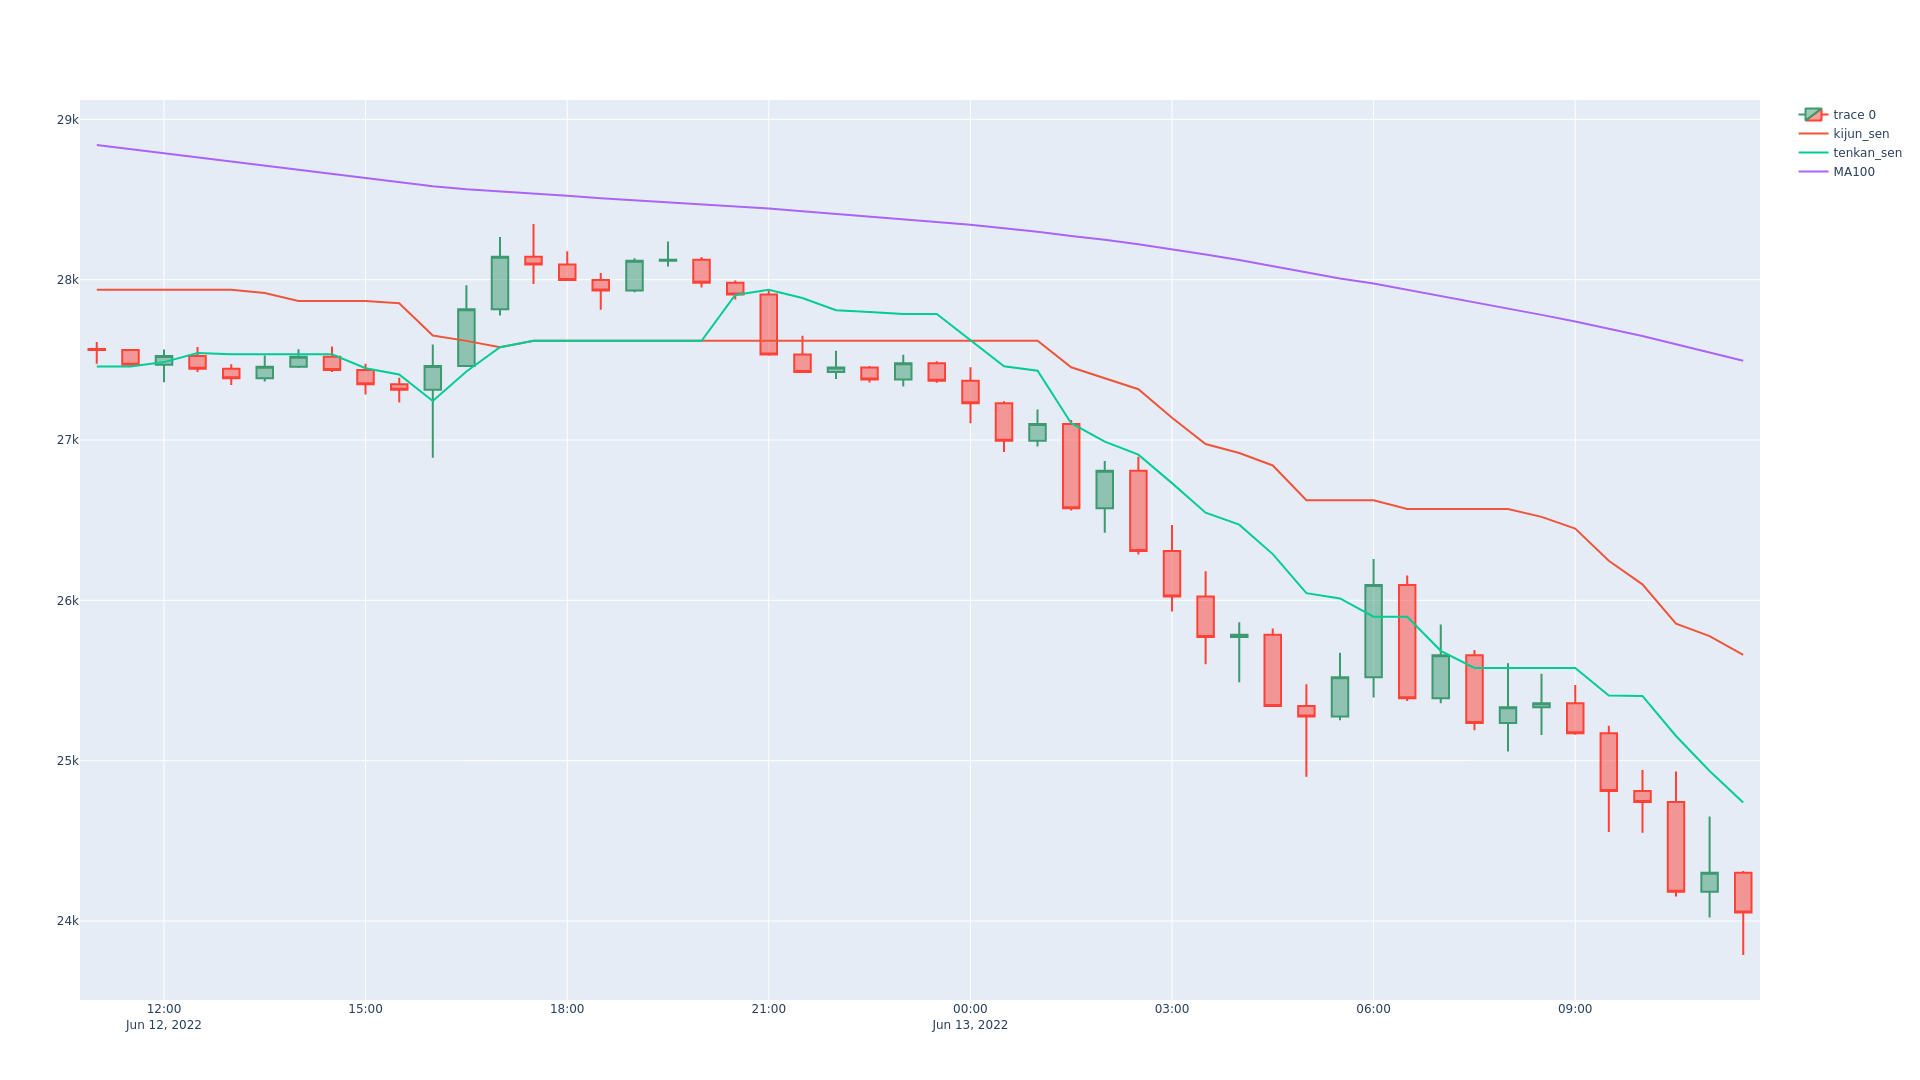 29k
28k
27k
26k
25k
24k
12:00
Jun 12, 2022
15:00
18:00
21:00
00:00
Jun 13, 2022
03:00
06:00
09:00
trace 0
kijun_sen
tenkan_sen
MA100